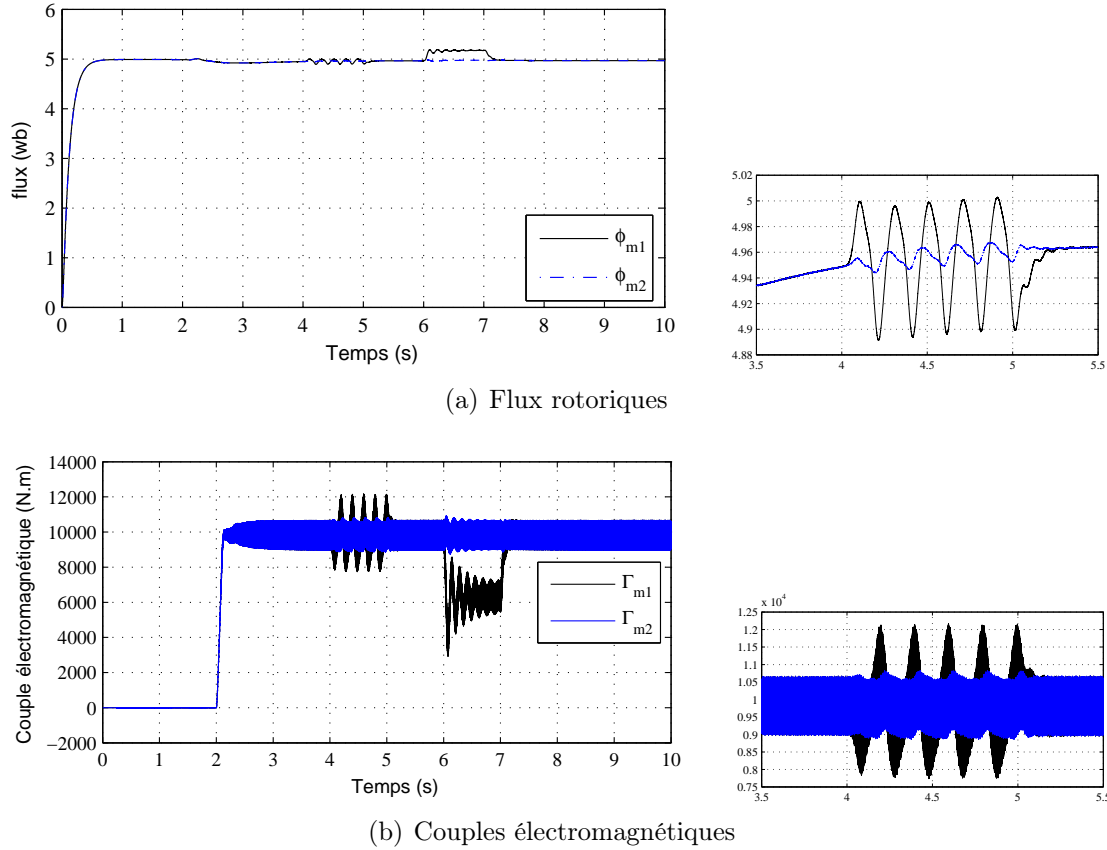 6
5
4
3
2
1
0
flux (wb)
0 1 2 3 4 5 6 7 8 9 10
Temps (s)
ϕm1
ϕm2
5.02
5
4.98
4.96
4.94
4.92
4.9
4.88
3.5 4 4.5 5 5.5
(a) Flux rotoriques
14000
12000
10000
8000
6000
4000
2000
0
−2000
Couple électromagnétique (N.m)
0 1 2 3 4 5 6 7 8 9 10
Temps (s)
Γm1
Γm2
x 10⁴
1.25
1.2
1.15
1.1
1.05
1
0.95
0.9
0.85
0.8
0.75
3.5 4 4.5 5 5.5
(b) Couples électromagnétiques